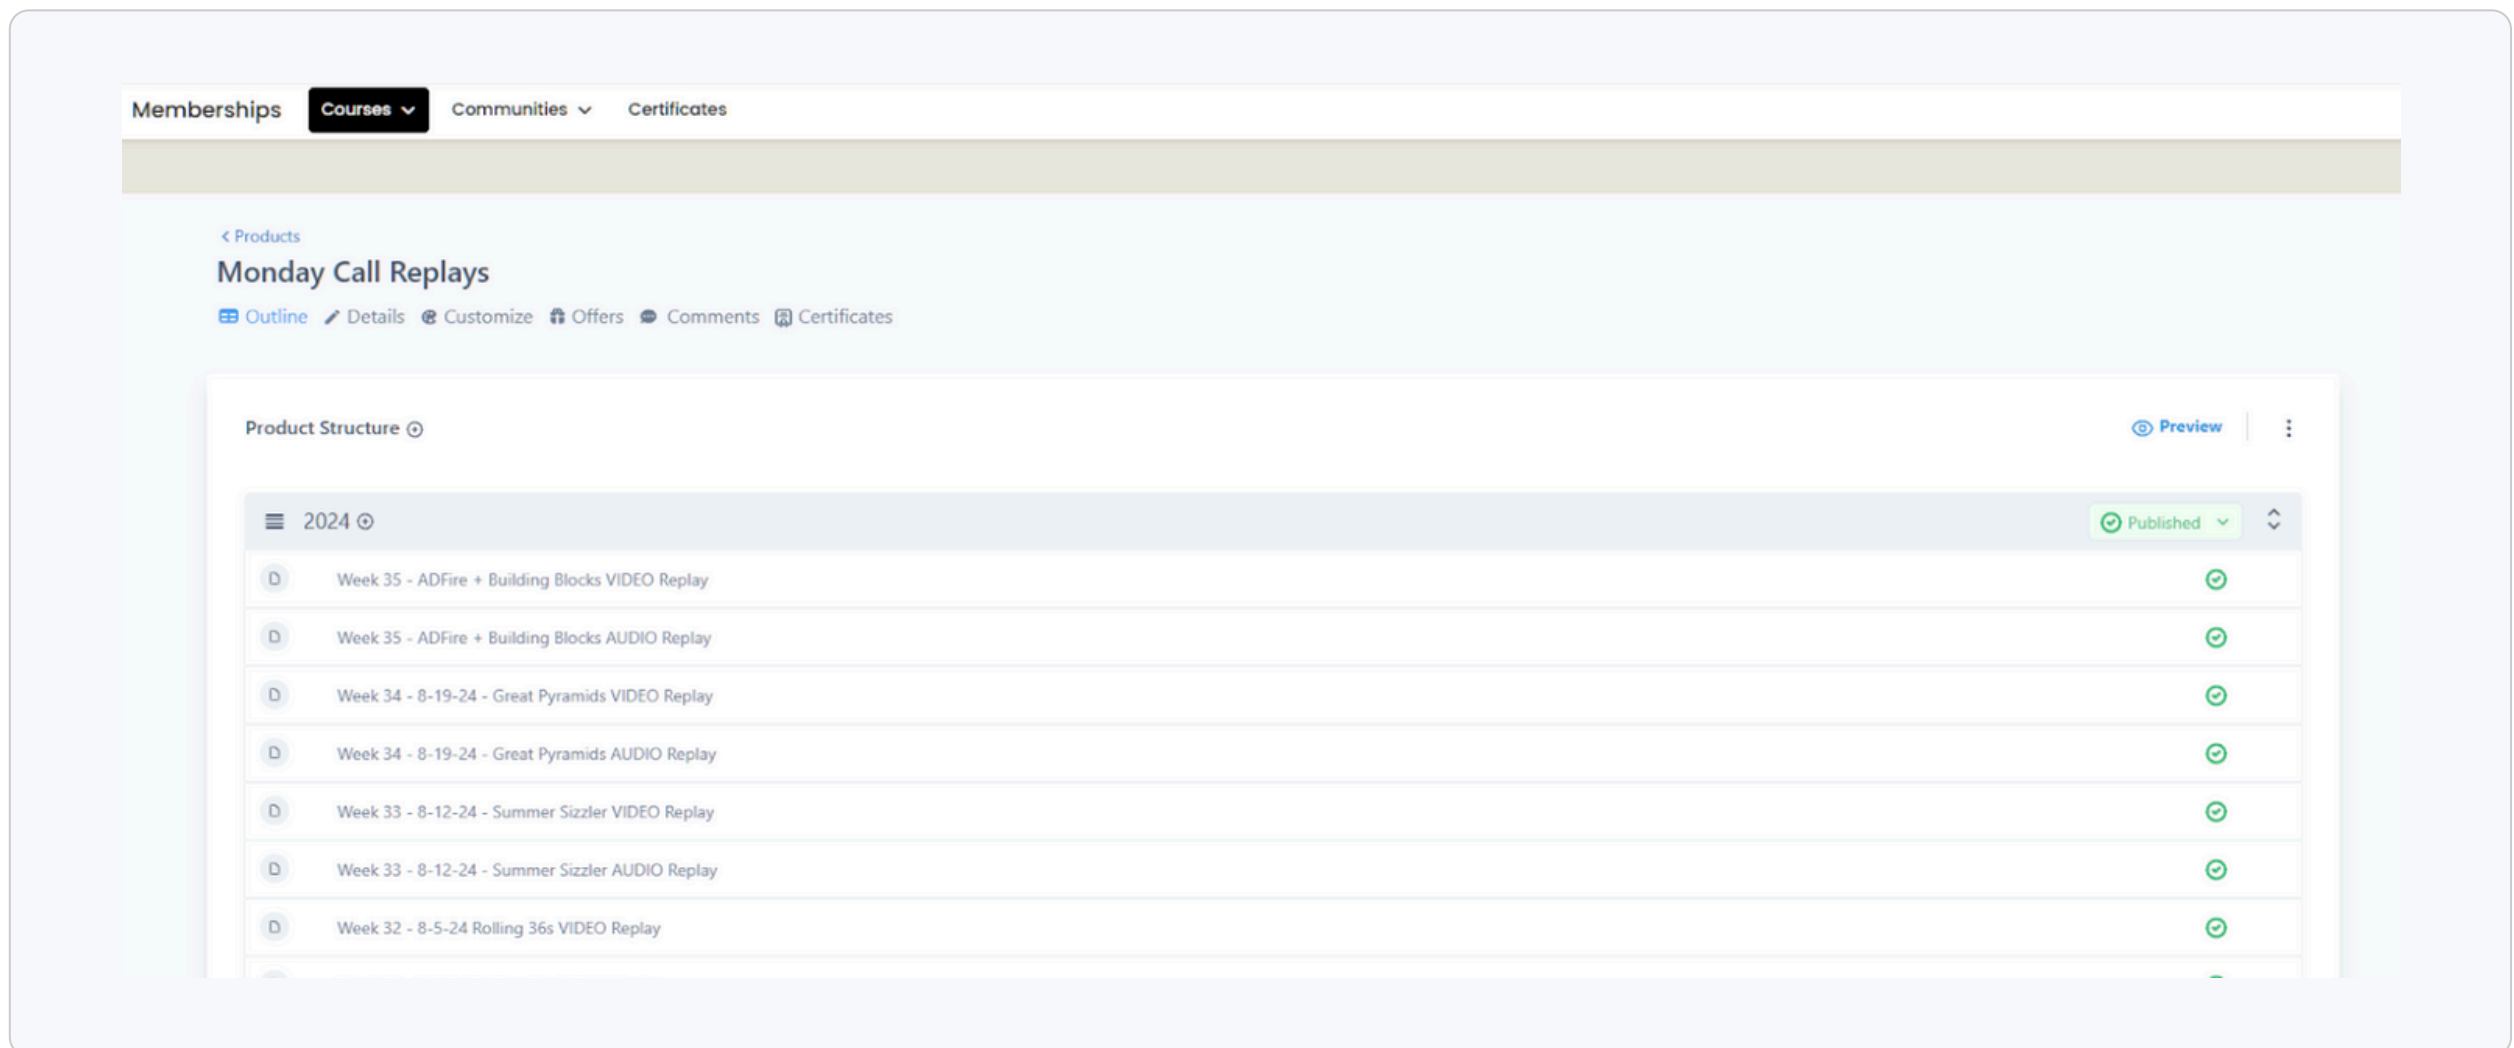 Memberships Courses Communities Certificates
Products
Monday Call Replays
Outline Details Customize Offers Comments Certificates
Product Structure Preview
2024 Published
Week 35 - ADFire + Building Blocks VIDEO Replay
Week 35 - ADFire + Building Blocks AUDIO Replay
Week 34 - 8-19-24 - Great Pyramids VIDEO Replay
Week 34 - 8-19-24 - Great Pyramids AUDIO Replay
Week 33 - 8-12-24 - Summer Sizzler VIDEO Replay
Week 33 - 8-12-24 - Summer Sizzler AUDIO Replay
Week 32 - 8-5-24 Rolling 36s VIDEO Replay